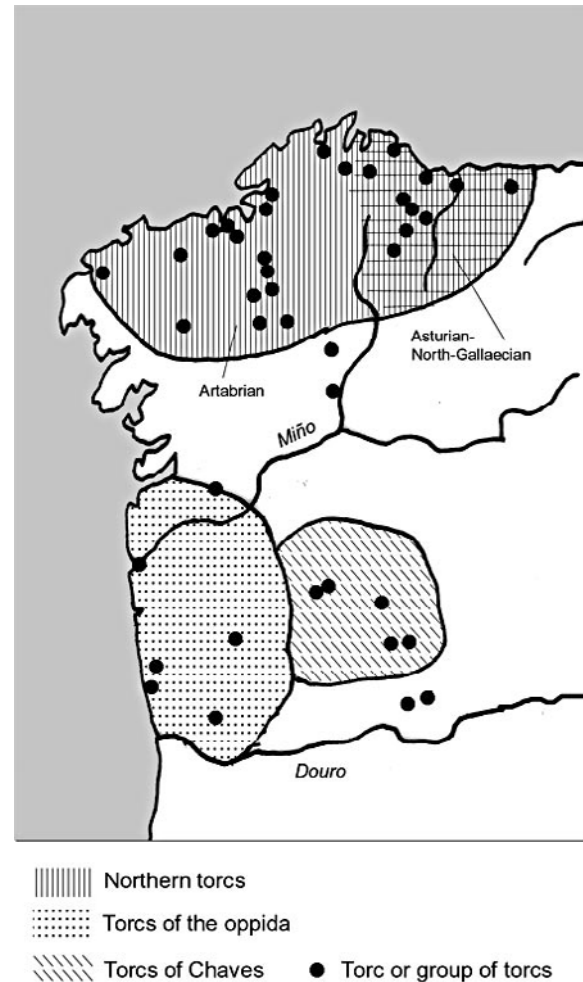 Asturian-
North-Gallaecian
Artabrian
Miño
Douro
Northern torcs
Torcs of the oppida
Torcs of Chaves
Torc or group of torcs